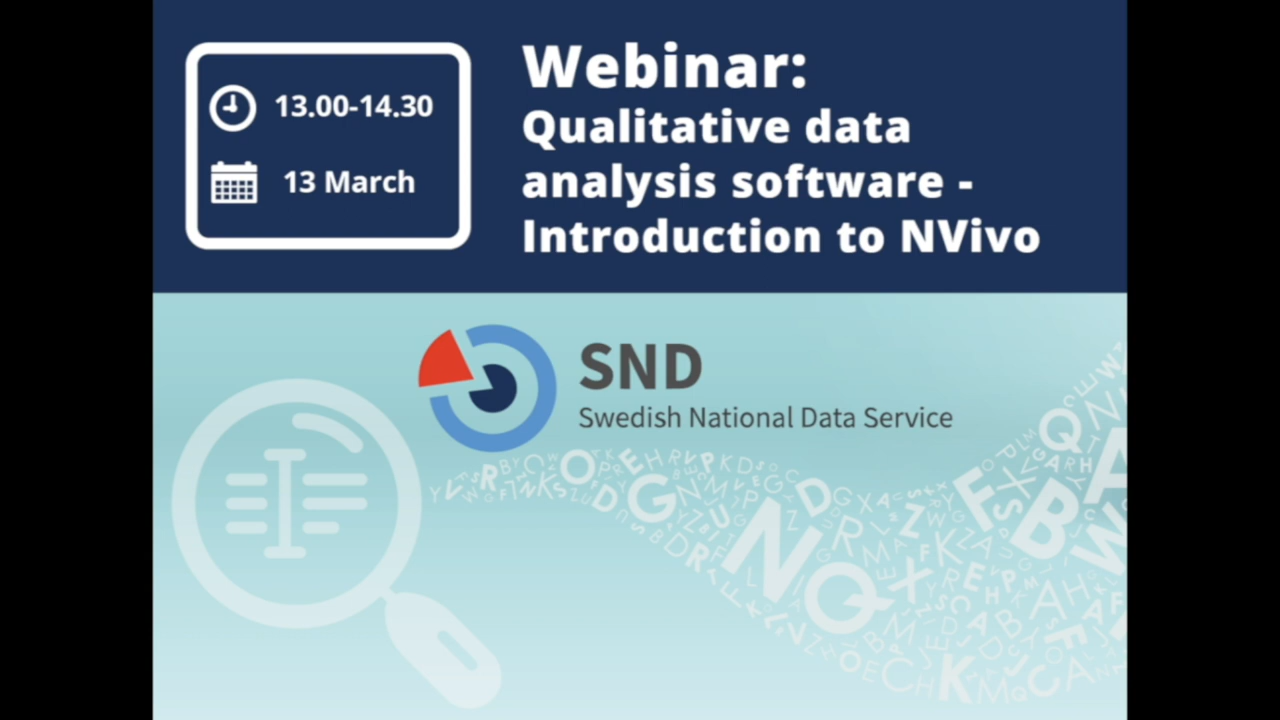 13.00-14.30
13 March
Webinar:
Qualitative data
analysis software -
Introduction to NVivo
SND
Swedish National Data Service